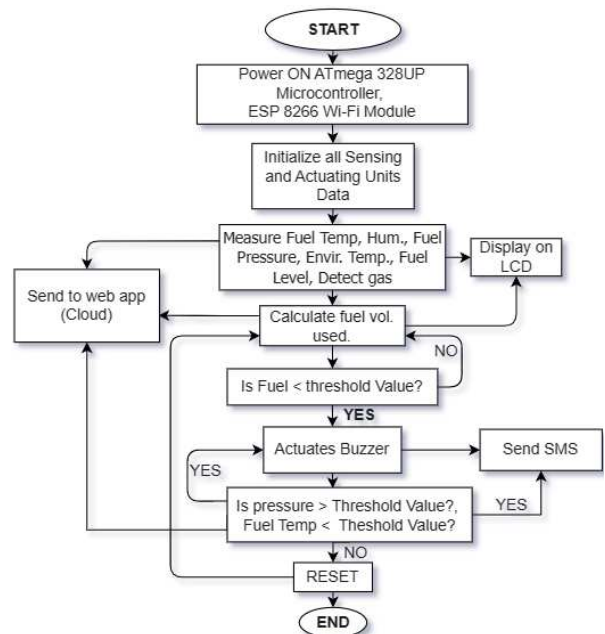 START
Power ON ATmega 328UP
Microcontroller,
ESP 8266 Wi-Fi Module
Initialize all Sensing
and Actuating Units
Data
Measure Fuel Temp, Hum., Fuel
Pressure, Envir. Temp., Fuel
Level, Detect gas
Display on
LCD
Send to web app
(Cloud)
Calculate fuel vol.
used.
NO
Is Fuel < threshold Value?
YES
Actuates Buzzer
Send SMS
YES
Is pressure > Threshold Value?,
Fuel Temp < Theshold Value?
YES
NO
RESET
END